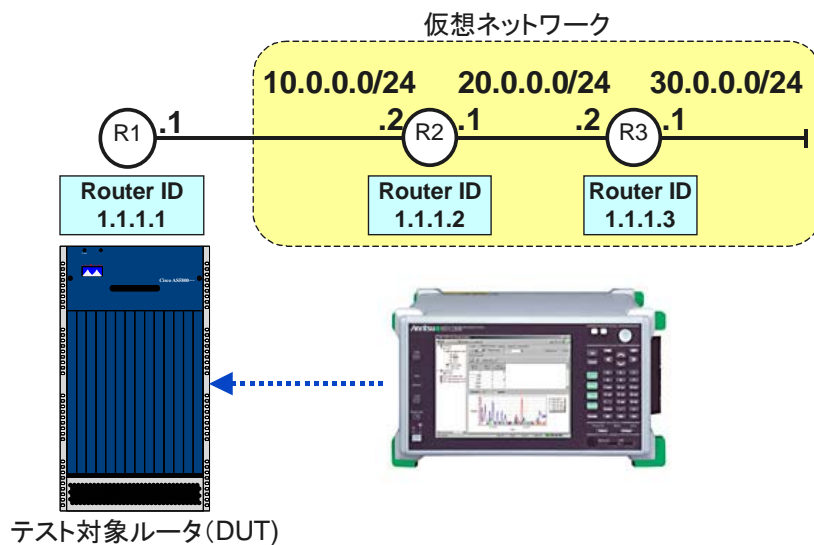 仮想ネットワーク
10.0.0.0/24 20.0.0.0/24 30.0.0.0/24
R1 .1 .2 R2 .1 .2 R3 .1
Router ID
1.1.1.1
Router ID
1.1.1.2
Router ID
1.1.1.3
Anritsu
テスト対象ルータ(DUT)